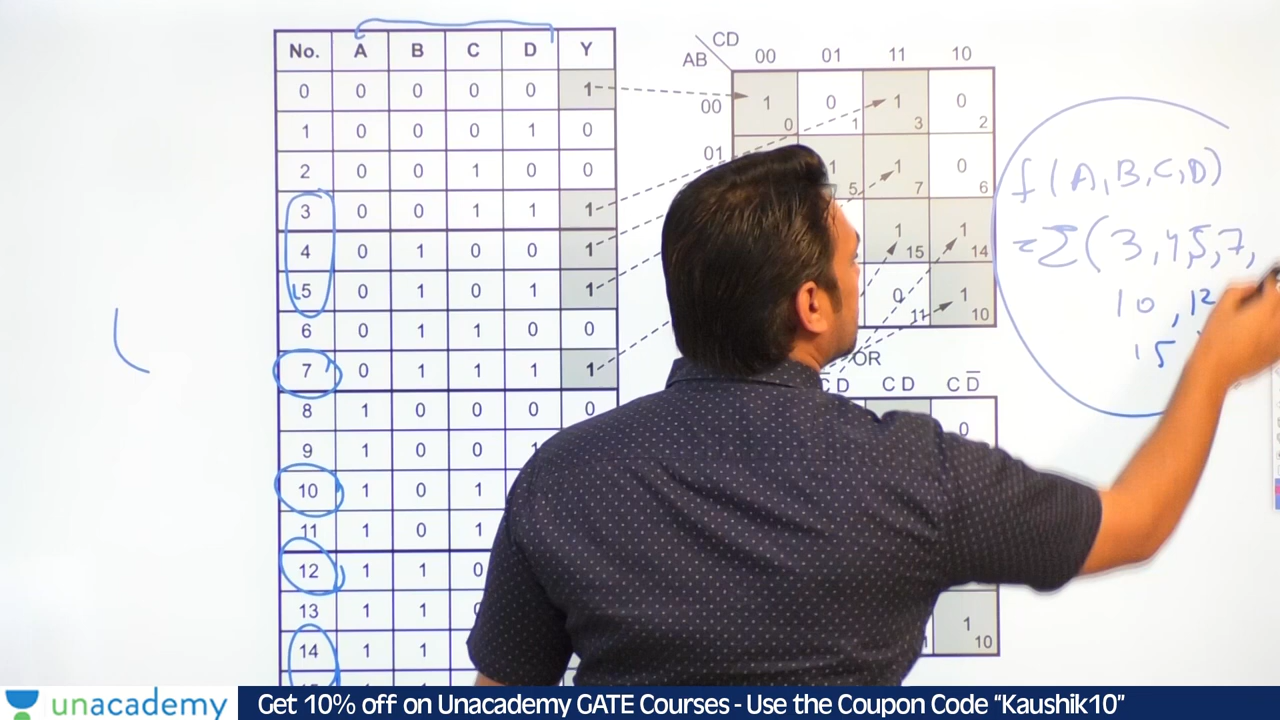 No. A B C D Y
0 0 0 0 0 1
1 0 0 0 1 0
2 0 0 1 0 0
3 0 0 1 1 1
4 0 1 0 0 1
5 0 1 0 1 1
6 0 1 1 0 0
7 0 1 1 1 1
8 1 0 0 0 0
9 1 0 0 1
10 1 0 1
11 1 0 1
12 1 1 0
13 1 1
14 1 1
CD
AB 00 01 11 10
00 1 0 1 0
0 1 3 2
01 1 1 0
5 7 6
1 1
15 14
0 1
11 10
OR
C̅ D C D C D̅
0
1
10
f(A,B,C,D)
=Σ(3,4,5,7,
10,12
15
unacademy
Get 10% off on Unacademy GATE Courses - Use the Coupon Code “Kaushik10”